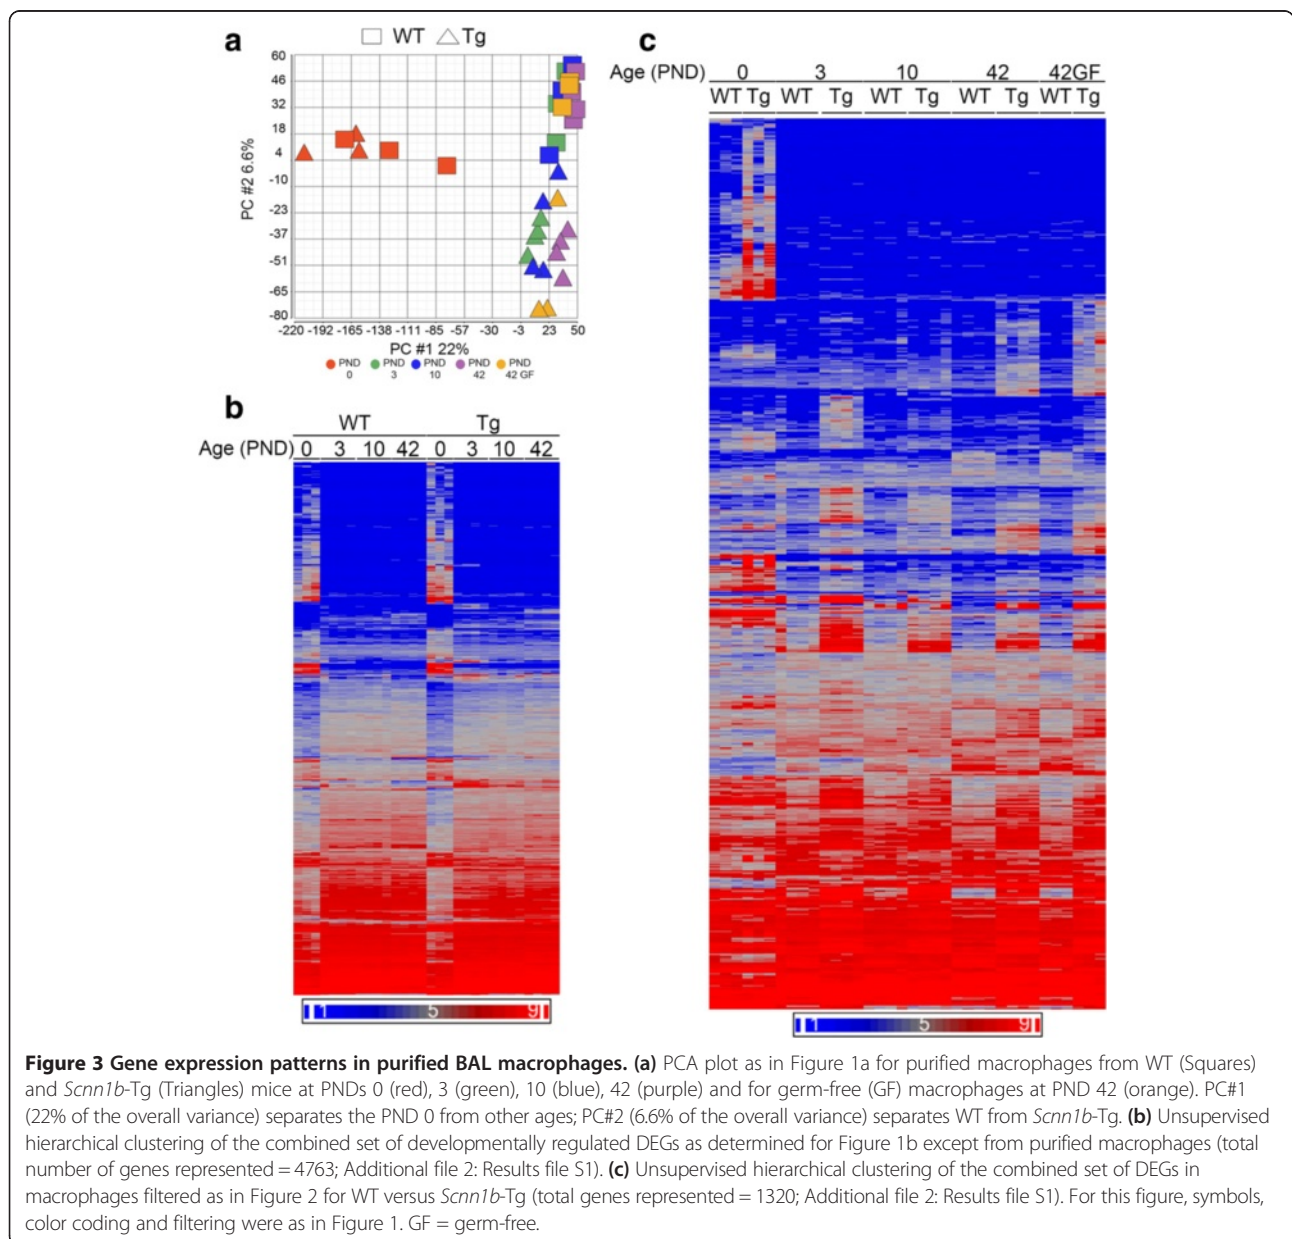 a
WT Tg
60
46
32
18
4
-10
-23
-37
-51
-65
-80
PC #2 6.6%
-220 -192 -165 -138 -111 -85 -57 -30 -3 23 50
PC #1 22%
PND 0 PND 3 PND 10 PND 42 PND 42 GF
b
WT Tg
Age (PND) 0 3 10 42 0 3 10 42
1 5 9
c
Age (PND) 0 3 10 42 42GF
WT Tg WT Tg WT Tg WT Tg WT Tg
1 5 9
Figure 3 Gene expression patterns in purified BAL macrophages. (a) PCA plot as in Figure 1a for purified macrophages from WT (Squares)
and Scnn1b-Tg (Triangles) mice at PNDs 0 (red), 3 (green), 10 (blue), 42 (purple) and for germ-free (GF) macrophages at PND 42 (orange). PC#1
(22% of the overall variance) separates the PND 0 from other ages; PC#2 (6.6% of the overall variance) separates WT from Scnn1b-Tg. (b) Unsupervised
hierarchical clustering of the combined set of developmentally regulated DEGs as determined for Figure 1b except from purified macrophages (total
number of genes represented = 4763; Additional file 2: Results file S1). (c) Unsupervised hierarchical clustering of the combined set of DEGs in
macrophages filtered as in Figure 2 for WT versus Scnn1b-Tg (total genes represented = 1320; Additional file 2: Results file S1). For this figure, symbols,
color coding and filtering were as in Figure 1. GF = germ-free.